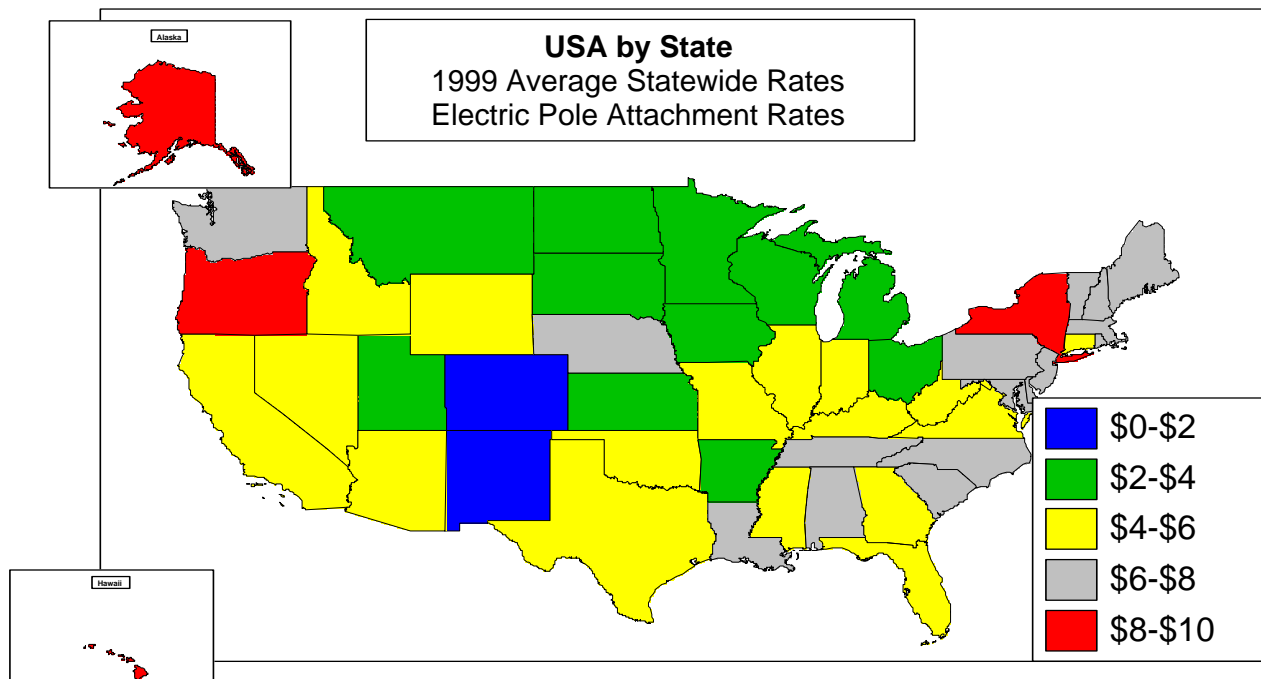 Alaska
USA by State
1999 Average Statewide Rates
Electric Pole Attachment Rates
$0-$2
$2-$4
$4-$6
$6-$8
$8-$10
Hawaii